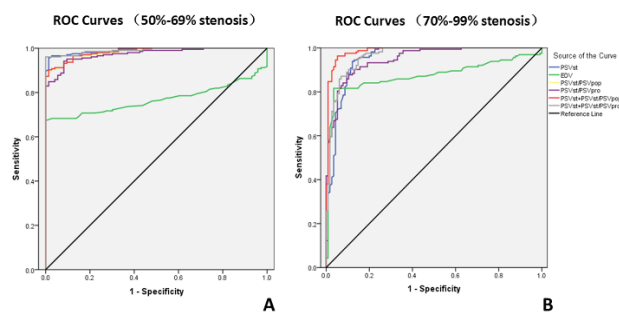 ROC Curves （50%-69% stenosis）
ROC Curves （70%-99% stenosis）
Sensitivity
1.0
0.8
0.6
0.4
0.2
0.0
0.0 0.2 0.4 0.6 0.8 1.0
1 - Specificity
A
Sensitivity
1.0
0.8
0.6
0.4
0.2
0.0
0.0 0.2 0.4 0.6 0.8 1.0
1 - Specificity
B
Source of the Curve
PSVst
EDV
PSVst/PSVpop
PSVst/PSVpro
PSVst+PSVst/PSVpop
PSVst+PSVst/PSVpro
Reference Line